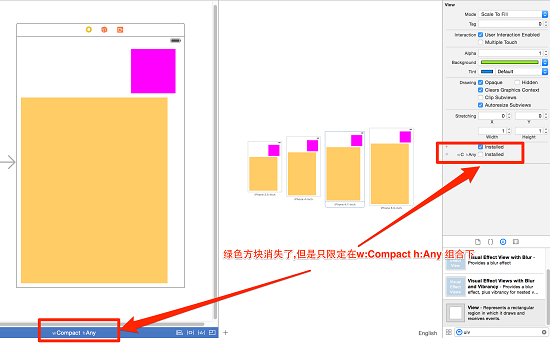 View
Mode Scale To Fill
Tag 0
Interaction User Interaction Enabled
Multiple Touch
Alpha 1
Background
Tint Default
Drawing Opaque Hidden
Clears Graphics Context
Clip Subviews
Autoresize Subviews
Stretching 0 0
X Y
1 1
Width Height
Installed
wC hAny Installed
绿色方块消失了,但是只限定在w:Compact h:Any 组合下
Visual Effect View with Blur - Provides a blur effect
Visual Effect Views with Blur and Vibrancy - Provides a blur effect, plus vibrancy for nested v...
View - Represents a rectangular region in which it draws and receives events.
wCompact hAny
English
uiv